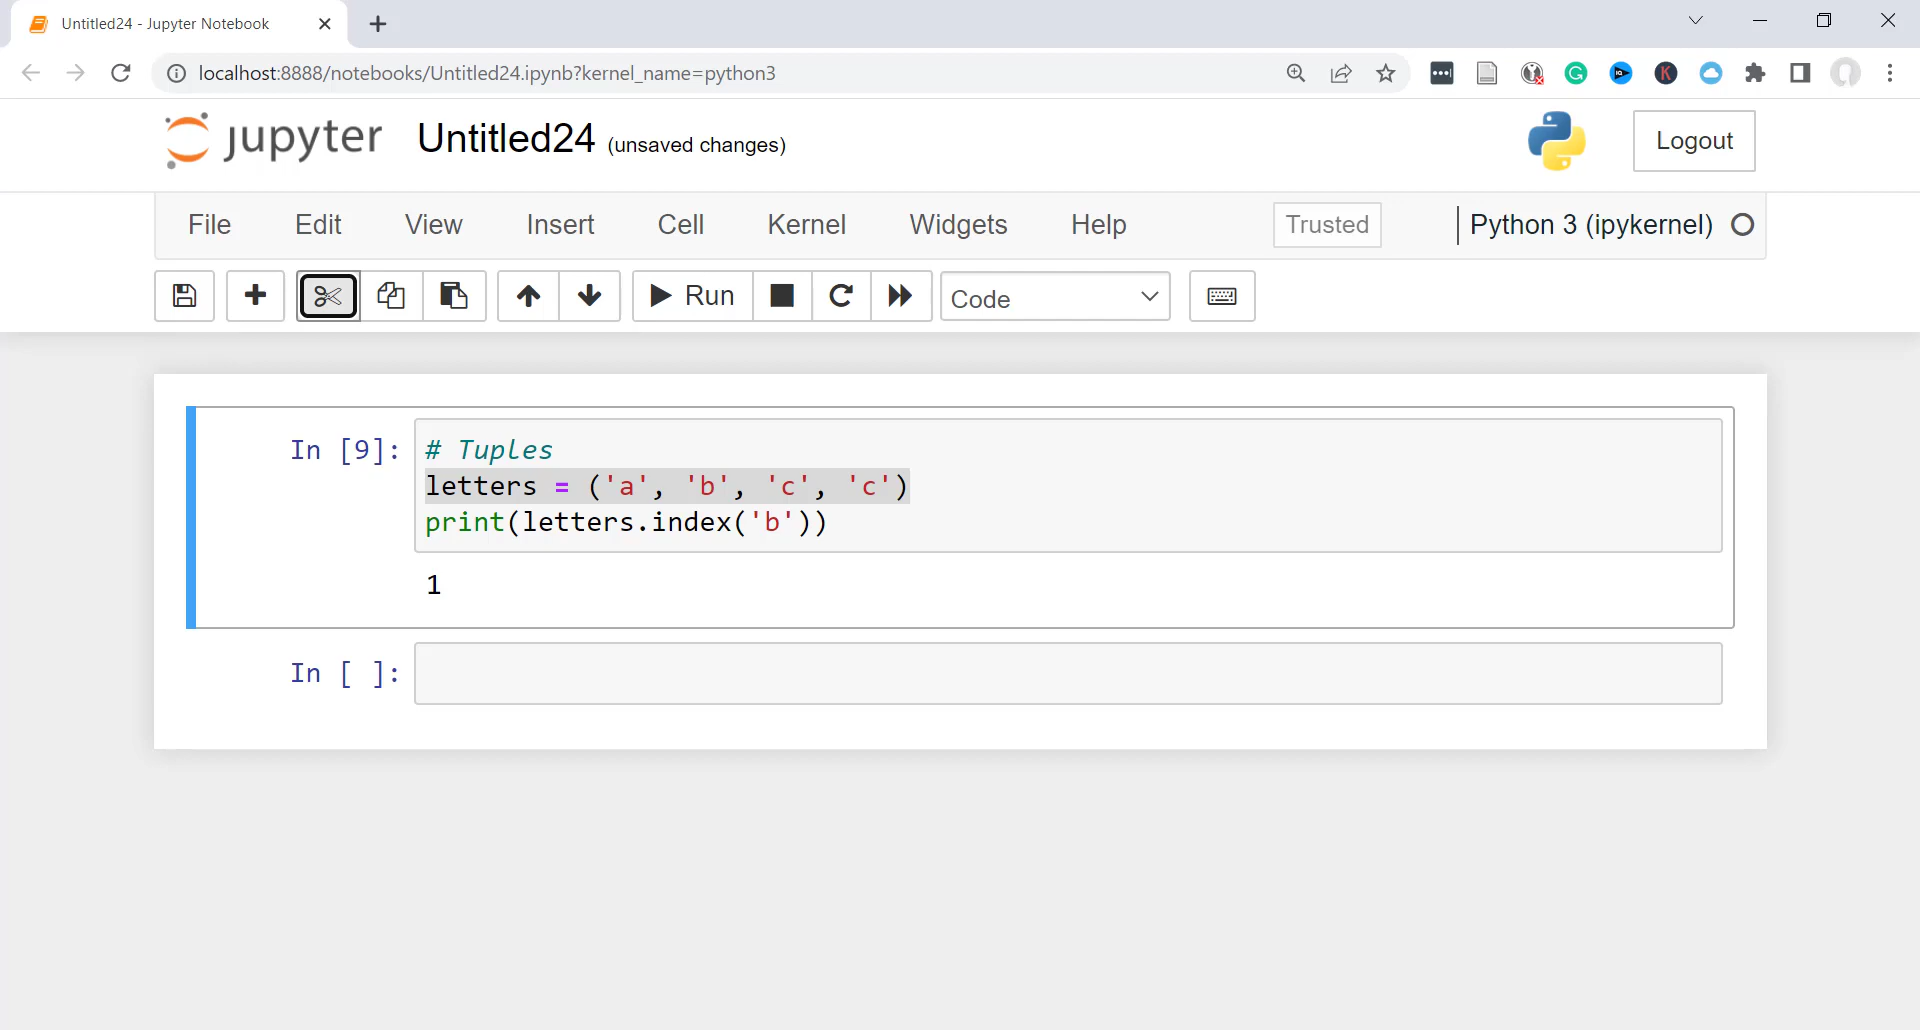 Untitled24 - Jupyter Notebook
localhost:8888/notebooks/Untitled24.ipynb?kernel_name=python3
jupyter Untitled24 (unsaved changes)
Logout
File Edit View Insert Cell Kernel Widgets Help Trusted Python 3 (ipykernel)
Run Code
In [9]: # Tuples
letters = ('a', 'b', 'c', 'c')
print(letters.index('b'))
1
In [ ]: